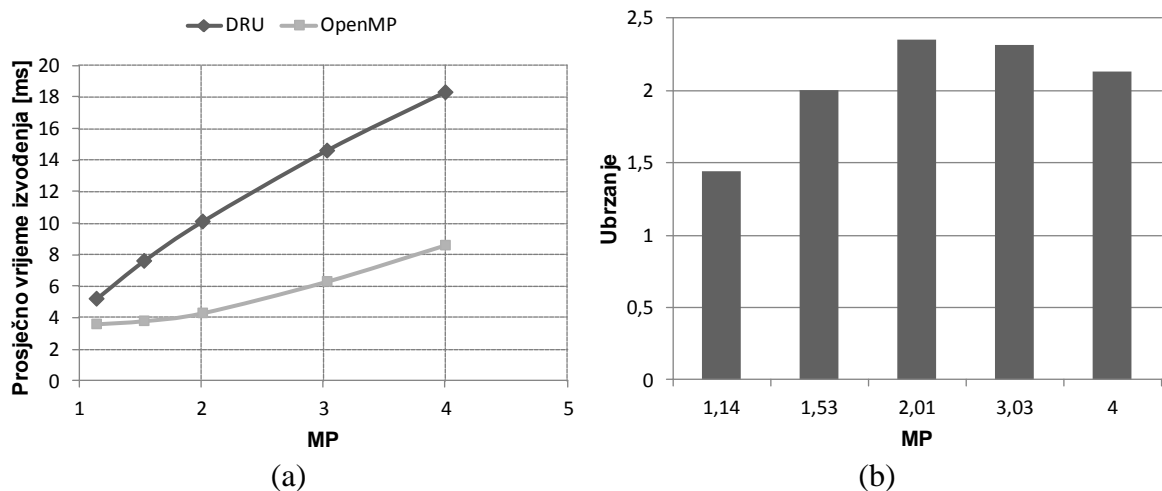 DRU OpenMP
Prosječno vrijeme izvođenja [ms]
20
18
16
14
12
10
8
6
4
2
0
1 2 3 4 5
MP
(a)
Ubrzanje
2,5
2
1,5
1
0,5
0
1,14 1,53 2,01 3,03 4
MP
(b)